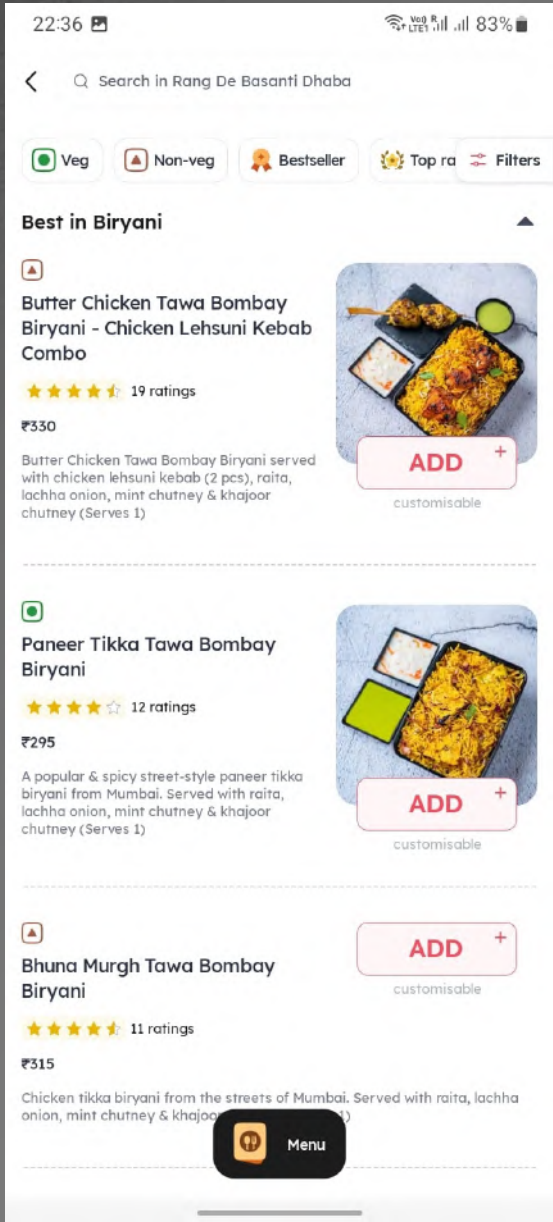 22:36
Vo) R
LTE1
83%
Search in Rang De Basanti Dhaba
Veg
Non-veg
Bestseller
Top ra
Filters
Best in Biryani
Butter Chicken Tawa Bombay
Biryani - Chicken Lehsuni Kebab
Combo
19 ratings
₹330
Butter Chicken Tawa Bombay Biryani served
with chicken lehsuni kebab (2 pcs), raita,
lachha onion, mint chutney & khajoor
chutney (Serves 1)
ADD +
customisable
Paneer Tikka Tawa Bombay
Biryani
12 ratings
₹295
A popular & spicy street-style paneer tikka
biryani from Mumbai. Served with raita,
lachha onion, mint chutney & khajoor
chutney (Serves 1)
ADD +
customisable
Bhuna Murgh Tawa Bombay
Biryani
11 ratings
₹315
ADD +
customisable
Chicken tikka biryani from the streets of Mumbai. Served with raita, lachha
onion, mint chutney & khajoo 1)
Menu